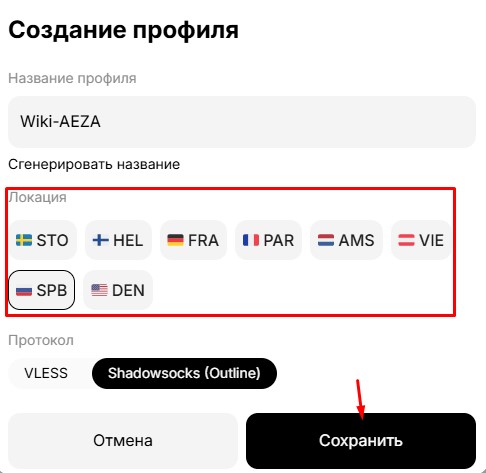 Создание профиля
Название профиля
Wiki-AEZA
Сгенерировать название
Локация
STO HEL FRA PAR AMS VIE
SPB DEN
Протокол
VLESS Shadowsocks (Outline)
Отмена Сохранить